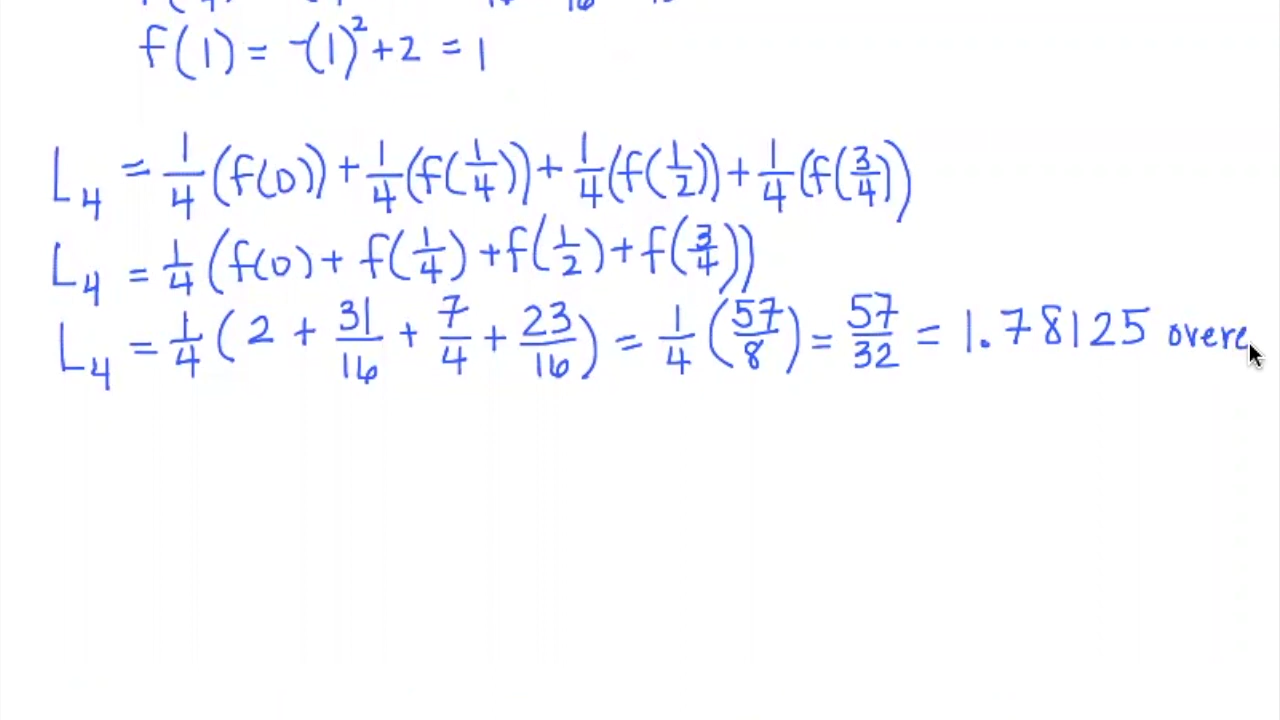 f(1) = -(1)² + 2 = 1
L₄ = 1/4 (f(0)) + 1/4 (f(1/4)) + 1/4 (f(1/2)) + 1/4 (f(3/4))
L₄ = 1/4 (f(0) + f(1/4) + f(1/2) + f(3/4))
L₄ = 1/4 (2 + 31/16 + 7/4 + 23/16) = 1/4 (57/8) = 57/32 = 1.78125 overe